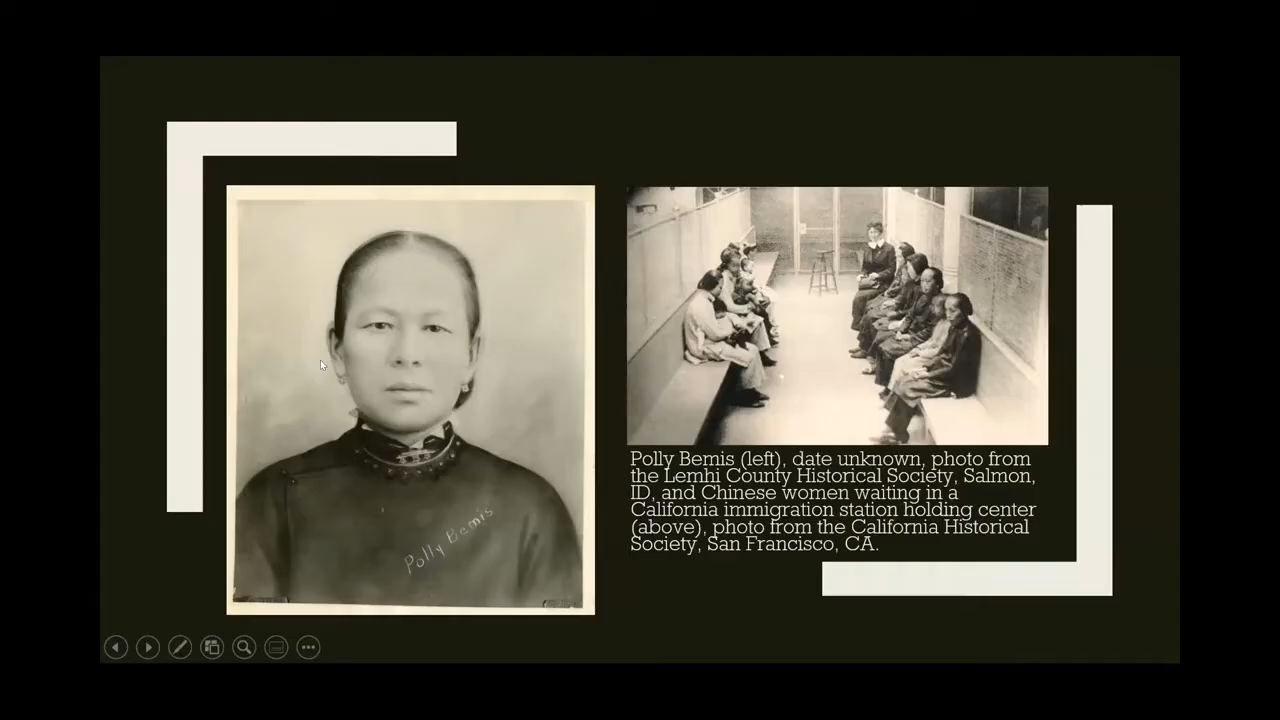 Polly Bemis
Polly Bemis (left), date unknown, photo from
the Lemhi County Historical Society, Salmon,
ID, and Chinese women waiting in a
California immigration station holding center
(above), photo from the California Historical
Society, San Francisco, CA.